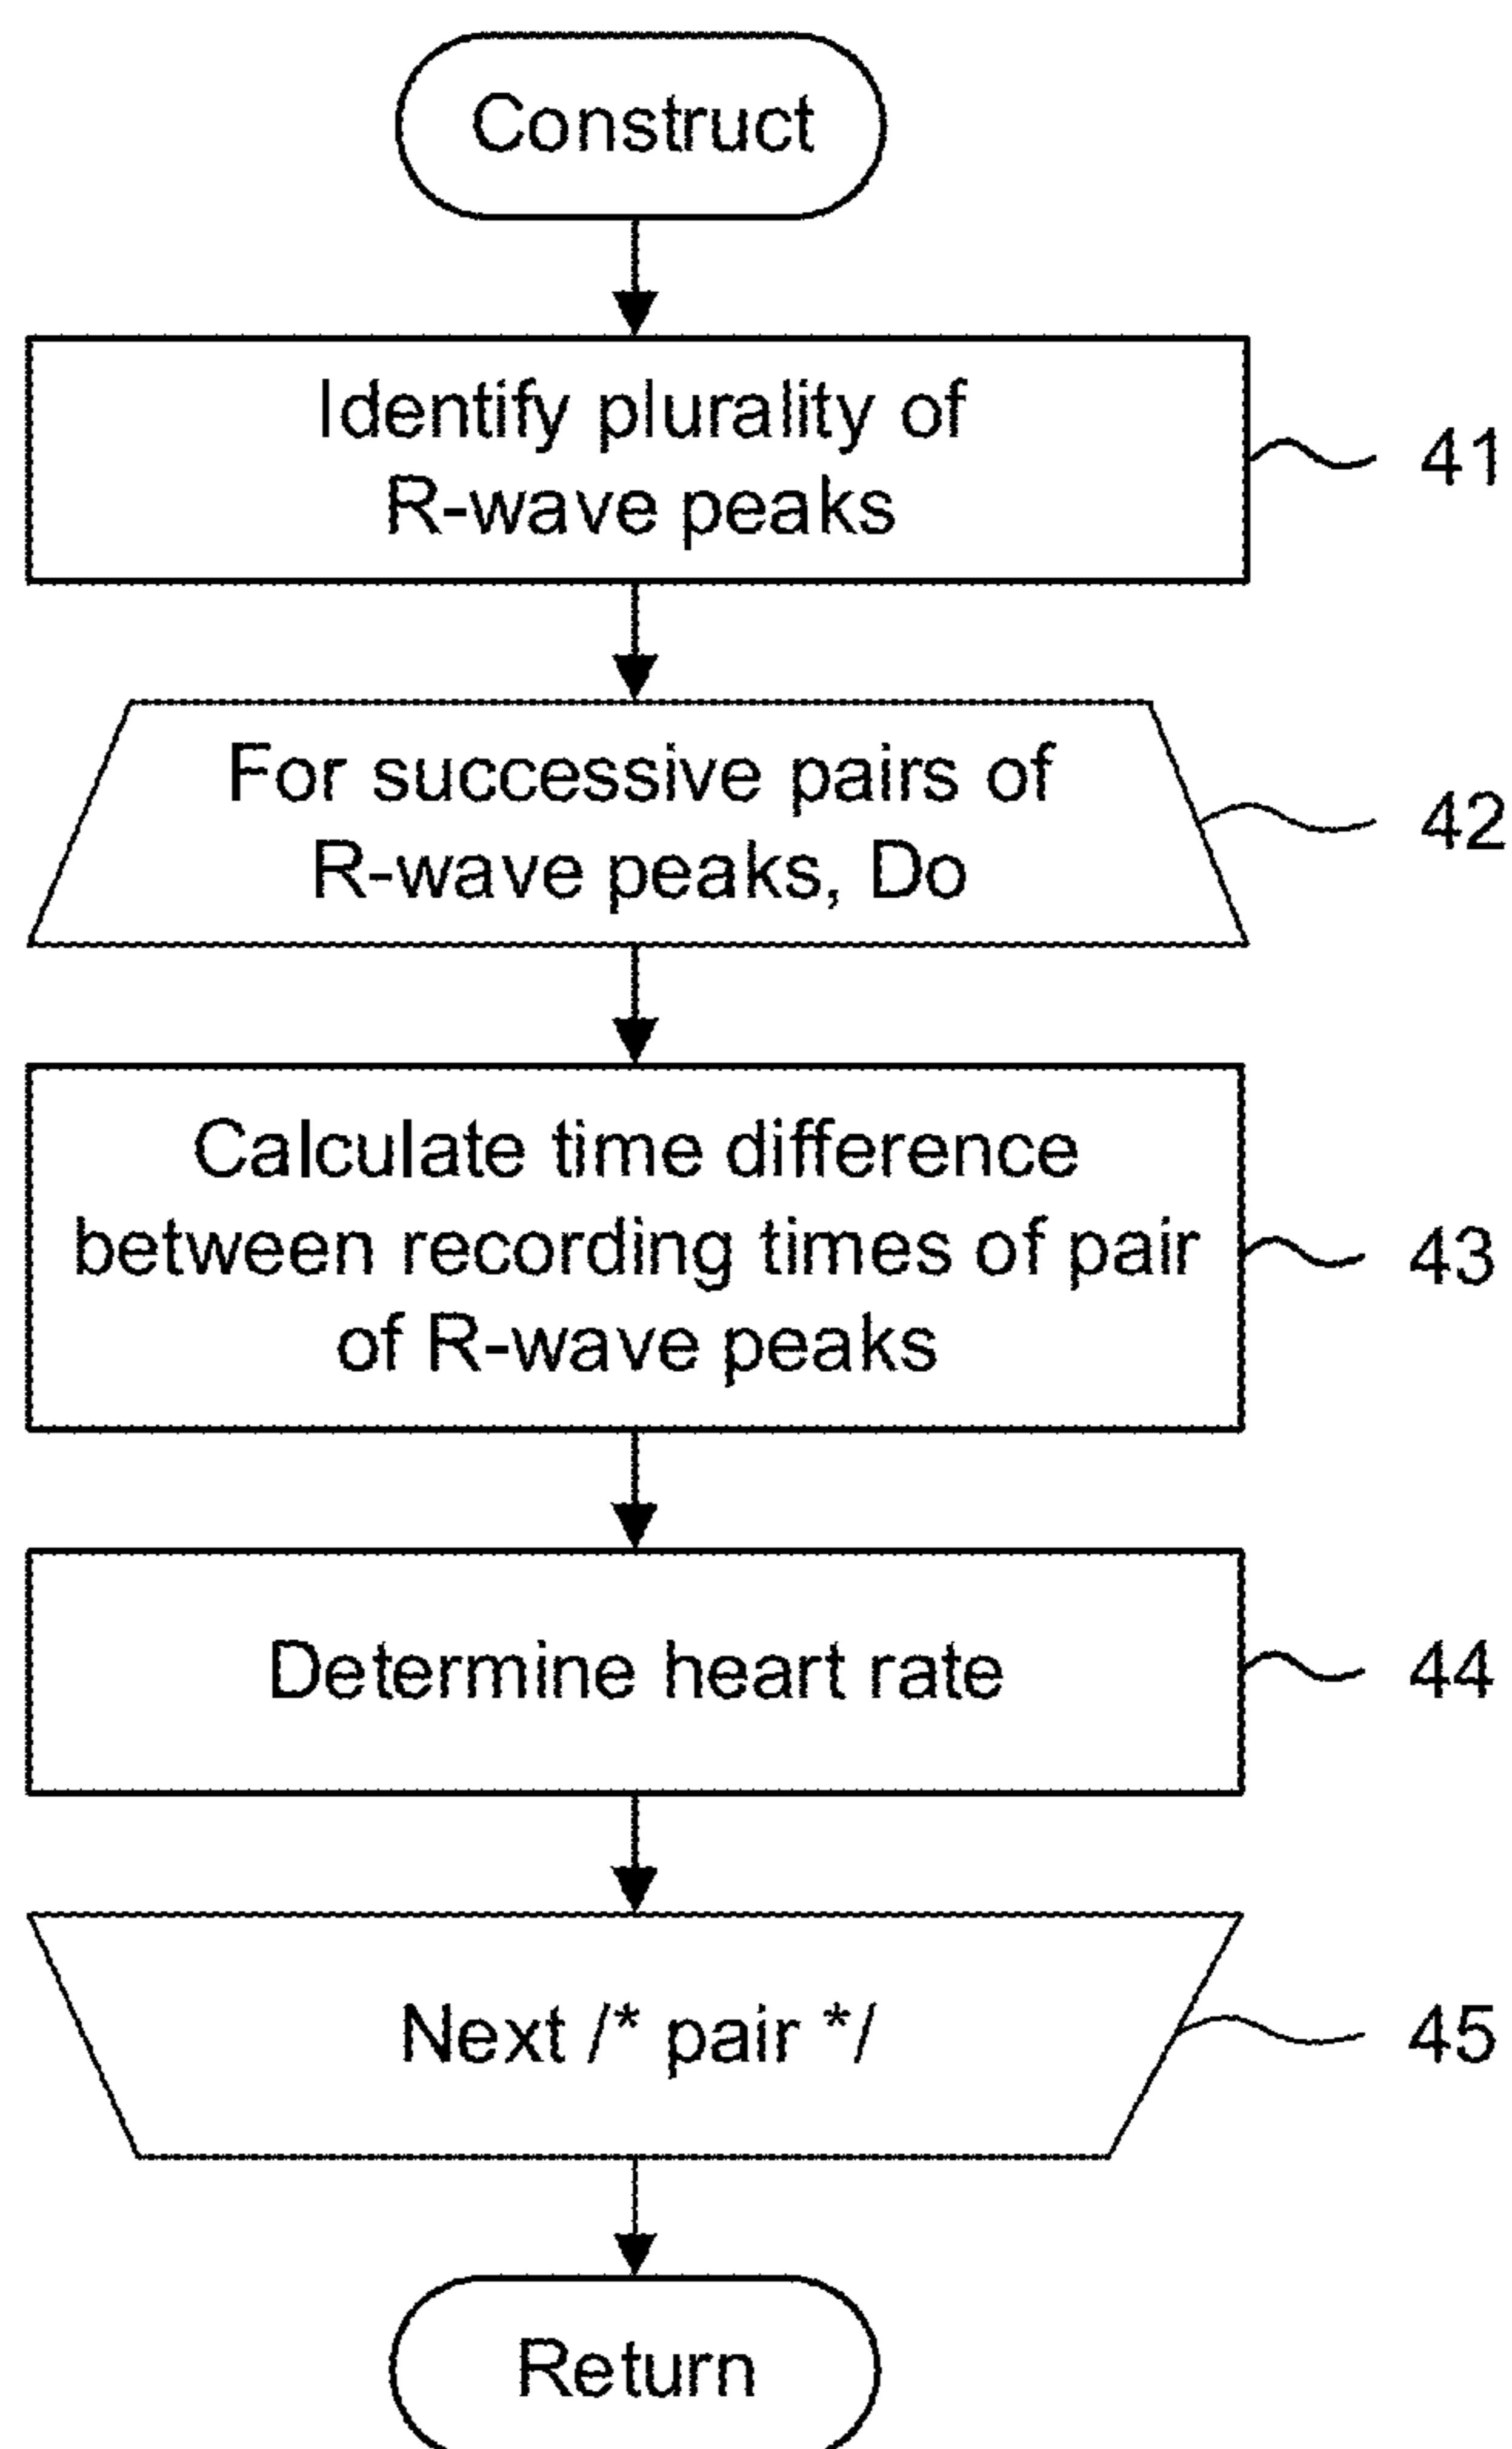 Construct
Identify plurality of
R-wave peaks
41
For successive pairs of
R-wave peaks, Do
42
Calculate time difference
between recording times of pair
of R-wave peaks
43
Determine heart rate
44
Next /* pair */
45
Return